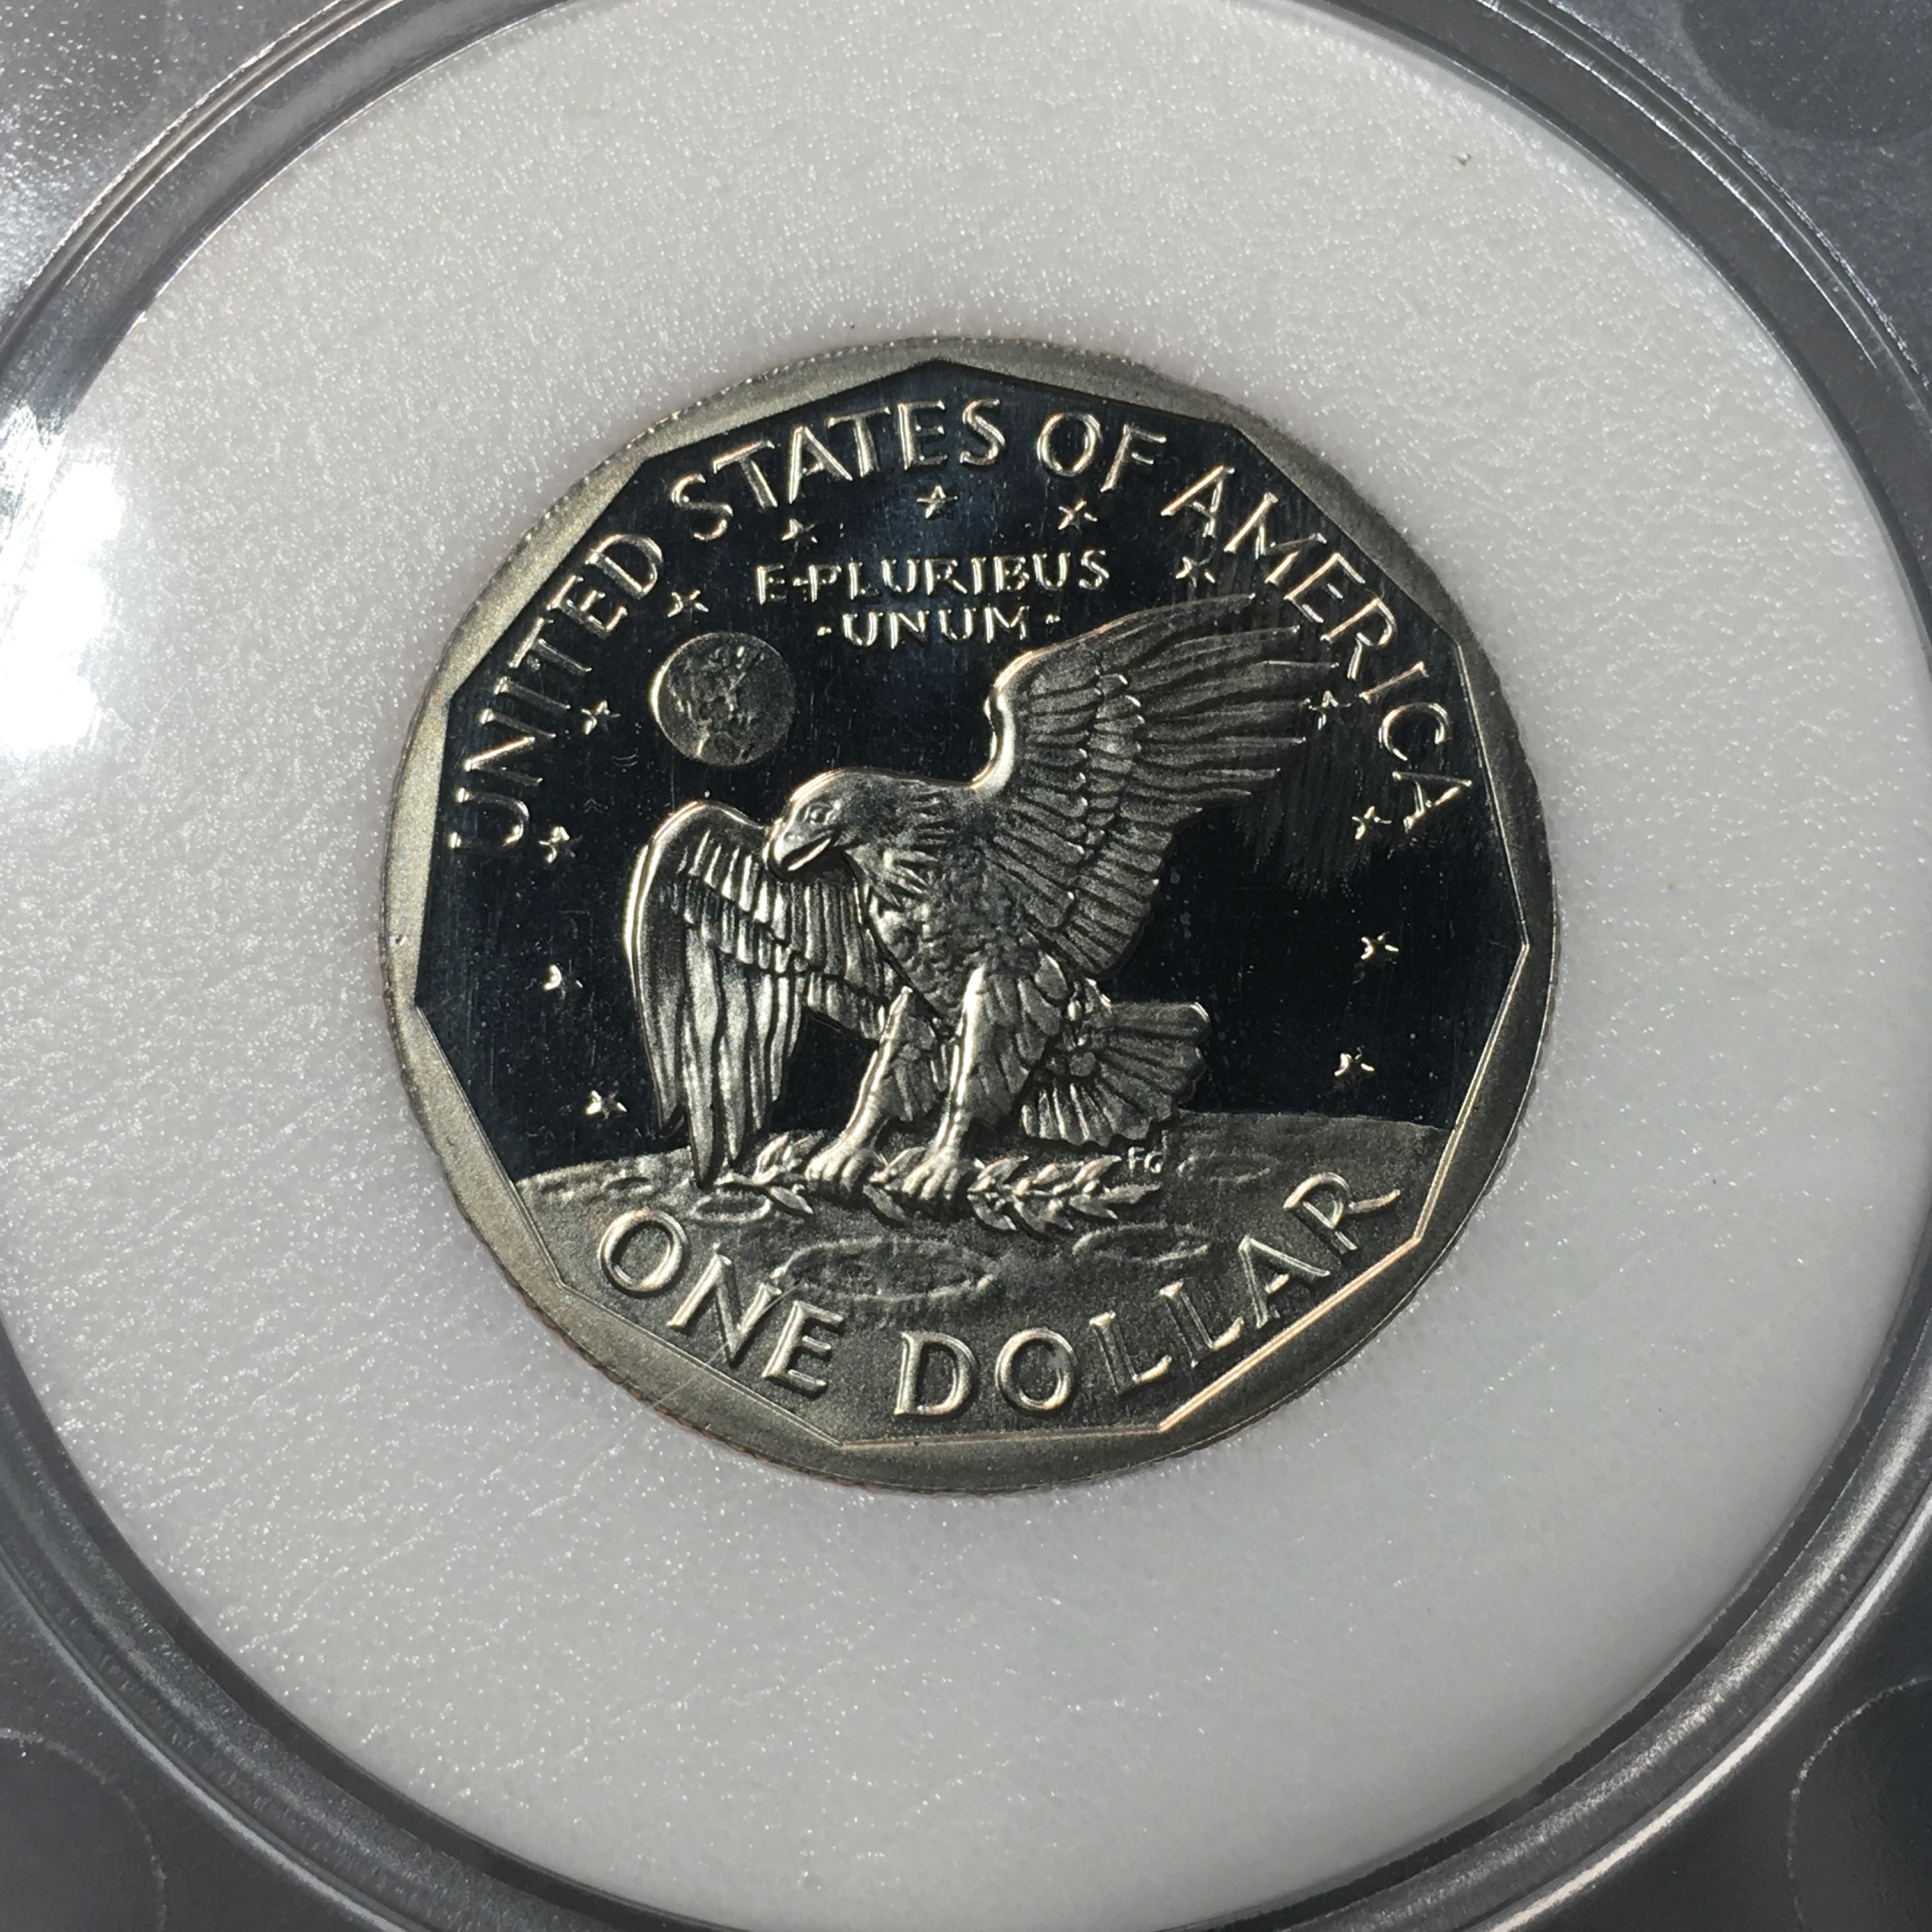 UNITED STATES OF AMERICA
E·PLURIBUS
·UNUM·
FG
ONE DOLLAR